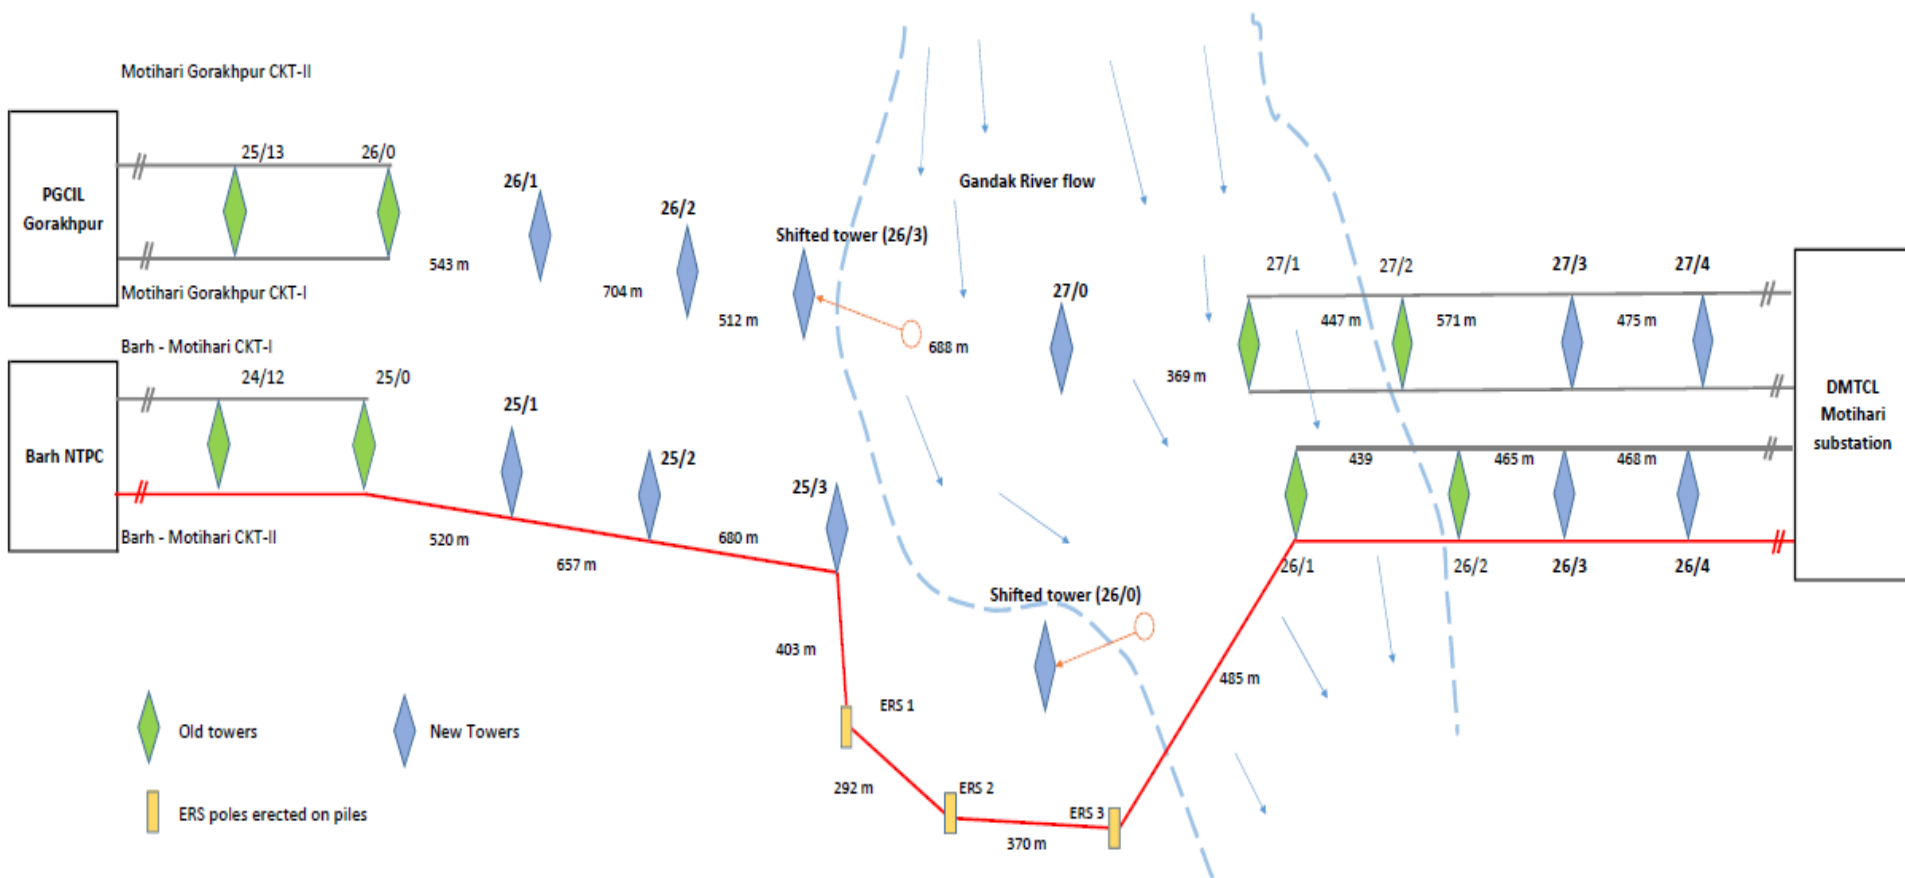 Motihari Gorakhpur CKT-II
PGCIL
Gorakhpur
25/13
26/0
26/1
26/2
Shifted tower (26/3)
Gandak River flow
543 m
704 m
512 m
688 m
27/0
369 m
27/1
27/2
27/3
27/4
447 m
571 m
475 m
Motihari Gorakhpur CKT-I
Barh - Motihari CKT-I
Barh NTPC
24/12
25/0
25/1
25/2
25/3
Barh - Motihari CKT-II
520 m
657 m
680 m
439
465 m
468 m
DMTCL
Motihari
substation
26/1
26/2
26/3
26/4
Shifted tower (26/0)
403 m
485 m
ERS 1
292 m
ERS 2
370 m
ERS 3
Old towers
New Towers
ERS poles erected on piles